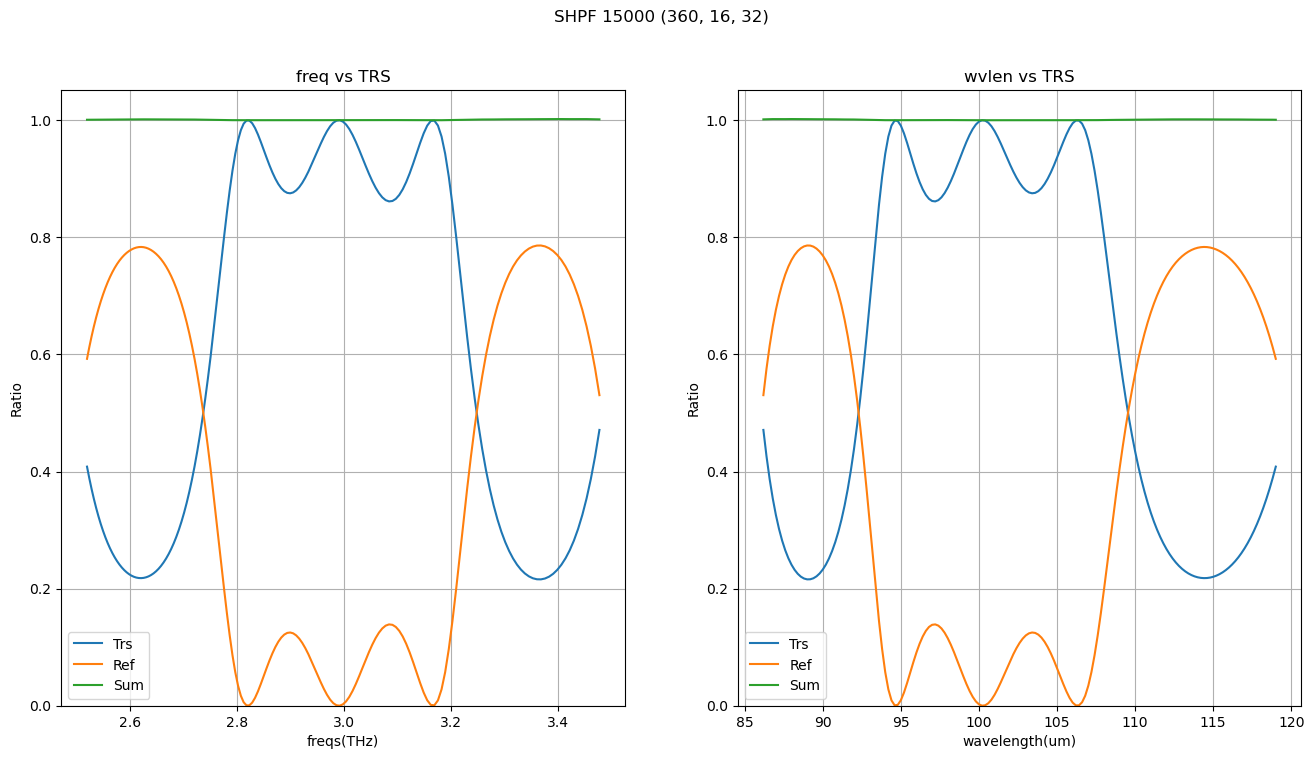 SHPF 15000 (360, 16, 32)
freq vs TRS
Ratio
1.0
0.8
0.6
0.4
0.2
0.0
Trs
Ref
Sum
2.6
2.8
3.0
3.2
3.4
freqs(THz)
wvlen vs TRS
Ratio
1.0
0.8
0.6
0.4
0.2
0.0
Trs
Ref
Sum
85
90
95
100
105
110
115
120
wavelength(um)